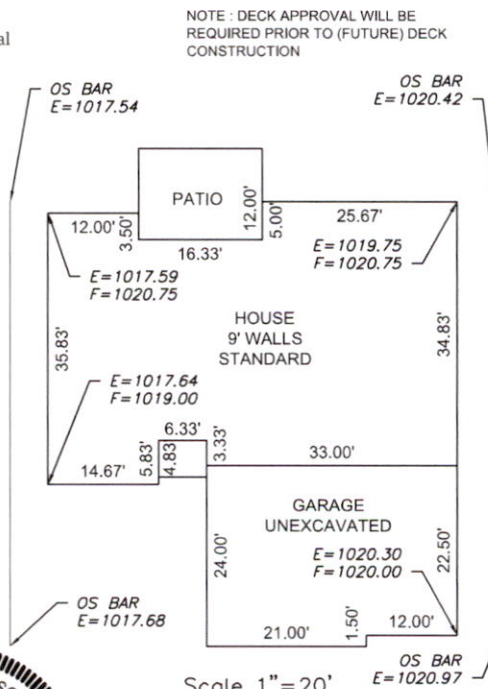 al
NOTE : DECK APPROVAL WILL BE
REQUIRED PRIOR TO (FUTURE) DECK
CONSTRUCTION
OS BAR
E=1017.54
OS BAR
E=1020.42
PATIO
12.00'
3.50'
16.33'
12.00'
5.00'
25.67'
E=1017.59
F=1020.75
E=1019.75
F=1020.75
35.83'
HOUSE
9' WALLS
STANDARD
34.83'
E=1017.64
F=1019.00
14.67'
5.83'
4.83
6.33'
3.33'
33.00'
GARAGE
UNEXCAVATED
24.00'
E=1020.30
F=1020.00
22.50'
21.00'
1.50'
12.00'
OS BAR
E=1017.68
OS BAR
E=1020.97
Scale 1"=20'